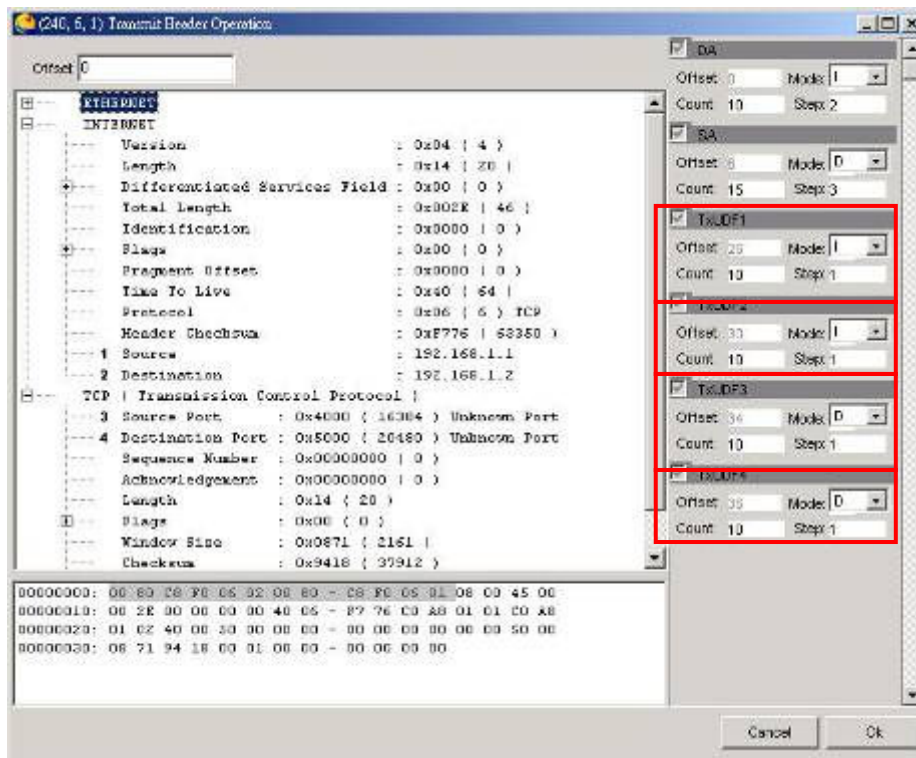 (240, 6, 1) Transmit Header Operation
Offset 0
ETHERNET
INTERNET
Version : 0x04 ( 4 )
Length : 0x14 ( 20 )
Differentiated Services Field : 0x00 ( 0 )
Total Length : 0x002E ( 46 )
Identification : 0x0000 ( 0 )
Flags : 0x00 ( 0 )
Fragment Offset : 0x0000 ( 0 )
Time To Live : 0x40 ( 64 )
Protocol : 0x06 ( 6 ) TCP
Header Checksum : 0xF776 ( 63350 )
1 Source : 192.168.1.1
2 Destination : 192.168.1.2
TCP ( Transmission Control Protocol )
3 Source Port : 0x4000 ( 16384 ) Unknown Port
4 Destination Port : 0x5000 ( 20480 ) Unknown Port
Sequence Number : 0x00000000 ( 0 )
Acknowledgement : 0x00000000 ( 0 )
Length : 0x14 ( 20 )
Flags : 0x00 ( 0 )
Window Size : 0x0871 ( 2161 )
Checksum : 0x9418 ( 37912 )
00000000: 00 80 C8 F0 06 02 00 80 - C8 F0 06 01 08 00 45 00
00000010: 00 2E 00 00 00 00 40 06 - F7 76 C0 A8 01 01 C0 A8
00000020: 01 02 40 00 50 00 00 00 - 00 00 00 00 00 00 50 00
00000030: 08 71 94 18 00 01 00 00 - 00 00 00 00
DA
Offset: 0 Mode: I
Count: 10 Step: 2
SA
Offset: 6 Mode: D
Count: 15 Step: 3
TxUDF1
Offset: Mode: I
Count: 10 Step: 1
TxUDF2
Offset: Mode: I
Count: 10 Step: 1
TxUDF3
Offset: 34 Mode: D
Count: 10 Step: 1
TxUDF4
Offset: 36 Mode: D
Count: 10 Step: 1
Cancel Ok